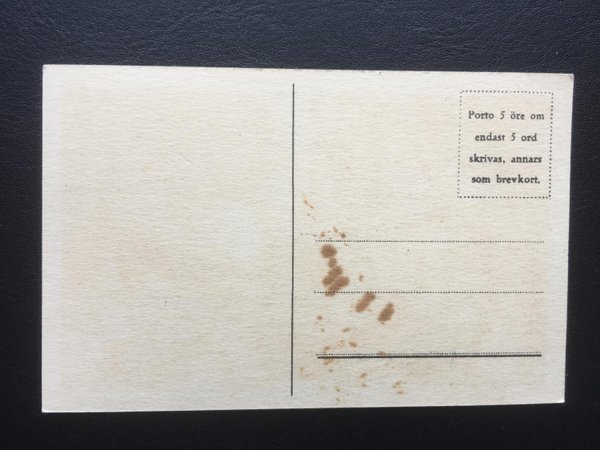 Porto 5 öre om
endast 5 ord
skrivas, annars
som brevkort.